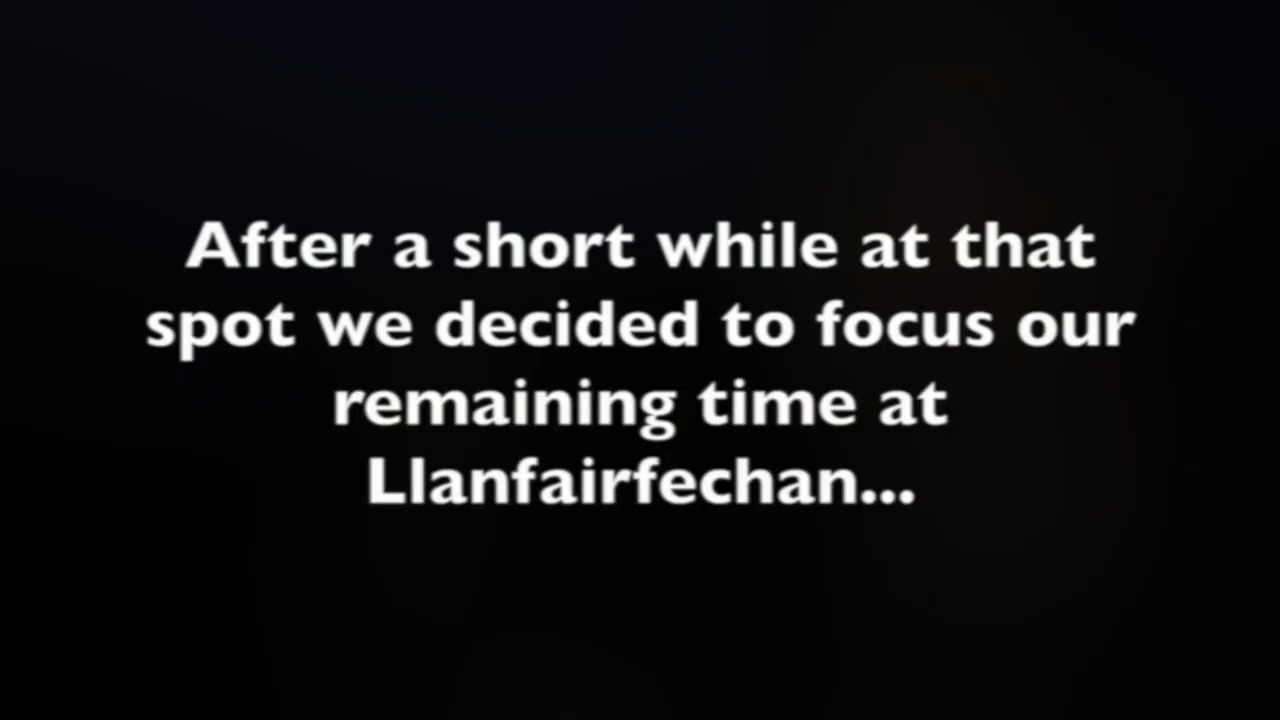 After a short while at that
spot we decided to focus our
remaining time at
Llanfairfechan...